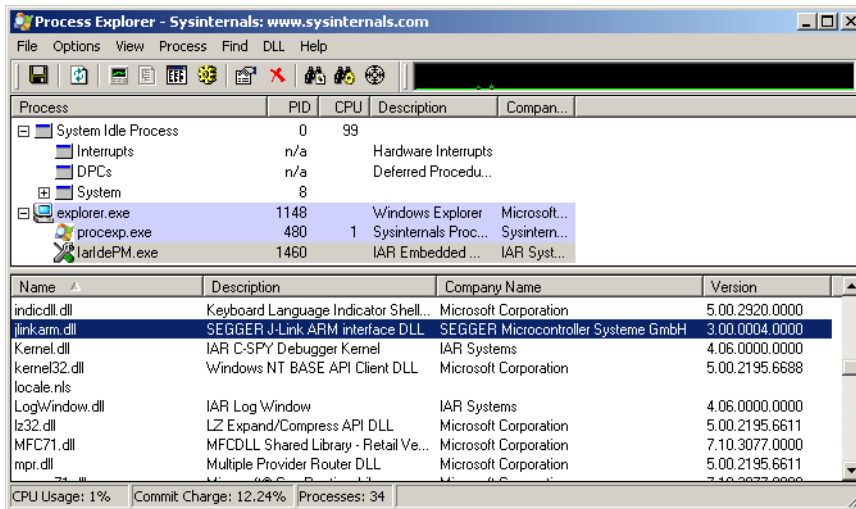 Process Explorer - Sysinternals: www.sysinternals.com
File Options View Process Find DLL Help
Process PID CPU Description Compan...
System Idle Process 0 99
Interrupts n/a Hardware Interrupts
DPCs n/a Deferred Procedu...
System 8
explorer.exe 1148 Windows Explorer Microsoft...
procexp.exe 480 1 Sysinternals Proc... Sysintern...
IarIdePM.exe 1460 IAR Embedded ... IAR Syst...
Name Description Company Name Version
indicdll.dll Keyboard Language Indicator Shell... Microsoft Corporation 5.00.2920.0000
jlinkarm.dll SEGGER J-Link ARM interface DLL SEGGER Microcontroller Systeme GmbH 3.00.0004.0000
Kernel.dll IAR C-SPY Debugger Kernel IAR Systems 4.06.0000.0000
kernel32.dll Windows NT BASE API Client DLL Microsoft Corporation 5.00.2195.6688
locale.nls
LogWindow.dll IAR Log Window IAR Systems 4.06.0000.0000
lz32.dll LZ Expand/Compress API DLL Microsoft Corporation 5.00.2195.6611
MFC71.dll MFCDLL Shared Library - Retail Ve... Microsoft Corporation 7.10.3077.0000
mpr.dll Multiple Provider Router DLL Microsoft Corporation 5.00.2195.6611
CPU Usage: 1% Commit Charge: 12.24% Processes: 34